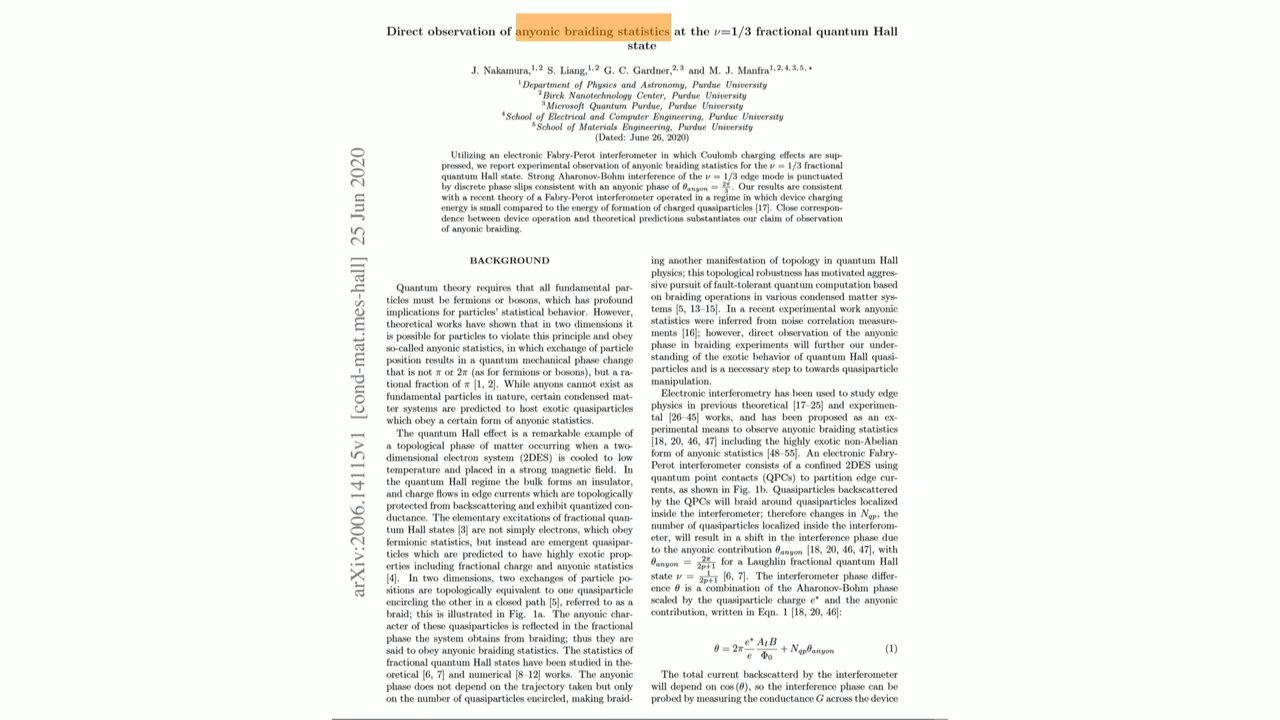 Direct observation of anyonic braiding statistics at the ν=1/3 fractional quantum Hall
state
J. Nakamura,1,2 S. Liang,1,2 G. C. Gardner,2,3 and M. J. Manfra1,2,4,3,5,*
1Department of Physics and Astronomy, Purdue University
2Birck Nanotechnology Center, Purdue University
3Microsoft Quantum Purdue, Purdue University
4School of Electrical and Computer Engineering, Purdue University
5School of Materials Engineering, Purdue University
(Dated: June 26, 2020)
Utilizing an electronic Fabry-Perot interferometer in which Coulomb charging effects are sup-
pressed, we report experimental observation of anyonic braiding statistics for the ν = 1/3 fractional
quantum Hall state. Strong Aharonov-Bohm interference of the ν = 1/3 edge mode is punctuated
by discrete phase slips consistent with an anyonic phase of θanyon = 2π/3. Our results are consistent
with a recent theory of a Fabry-Perot interferometer operated in a regime in which device charging
energy is small compared to the energy of formation of charged quasiparticles [17]. Close correspon-
dence between device operation and theoretical predictions substantiates our claim of observation
of anyonic braiding.
arXiv:2006.14115v1 [cond-mat.mes-hall] 25 Jun 2020
BACKGROUND
Quantum theory requires that all fundamental par-
ticles must be fermions or bosons, which has profound
implications for particles' statistical behavior. However,
theoretical works have shown that in two dimensions it
is possible for particles to violate this principle and obey
so-called anyonic statistics, in which exchange of particle
position results in a quantum mechanical phase change
that is not π or 2π (as for fermions or bosons), but a ra-
tional fraction of π [1, 2]. While anyons cannot exist as
fundamental particles in nature, certain condensed mat-
ter systems are predicted to host exotic quasiparticles
which obey a certain form of anyonic statistics.
The quantum Hall effect is a remarkable example of
a topological phase of matter occurring when a two-
dimensional electron system (2DES) is cooled to low
temperature and placed in a strong magnetic field. In
the quantum Hall regime the bulk forms an insulator,
and charge flows in edge currents which are topologically
protected from backscattering and exhibit quantized con-
ductance. The elementary excitations of fractional quan-
tum Hall states [3] are not simply electrons, which obey
fermionic statistics, but instead are emergent quasipar-
ticles which are predicted to have highly exotic prop-
erties including fractional charge and anyonic statistics
[4]. In two dimensions, two exchanges of particle po-
sitions are topologically equivalent to one quasiparticle
encircling the other in a closed path [5], referred to as a
braid; this is illustrated in Fig. 1a. The anyonic char-
acter of these quasiparticles is reflected in the fractional
phase the system obtains from braiding; thus they are
said to obey anyonic braiding statistics. The statistics of
fractional quantum Hall states have been studied in the-
oretical [6, 7] and numerical [8-12] works. The anyonic
phase does not depend on the trajectory taken but only
on the number of quasiparticles encircled, making braid-
ing another manifestation of topology in quantum Hall
physics; this topological robustness has motivated aggres-
sive pursuit of fault-tolerant quantum computation based
on braiding operations in various condensed matter sys-
tems [5, 13-15]. In a recent experimental work anyonic
statistics were inferred from noise correlation measure-
ments [16]; however, direct observation of the anyonic
phase in braiding experiments will further our under-
standing of the exotic behavior of quantum Hall quasi-
particles and is a necessary step to towards quasiparticle
manipulation.
Electronic interferometry has been used to study edge
physics in previous theoretical [17-25] and experimen-
tal [26-45] works, and has been proposed as an ex-
perimental means to observe anyonic braiding statistics
[18, 20, 46, 47] including the highly exotic non-Abelian
form of anyonic statistics [48-55]. An electronic Fabry-
Perot interferometer consists of a confined 2DES using
quantum point contacts (QPCs) to partition edge cur-
rents, as shown in Fig. 1b. Quasiparticles backscattered
by the QPCs will braid around quasiparticles localized
inside the interferometer; therefore changes in Nqp, the
number of quasiparticles localized inside the interferom-
eter, will result in a shift in the interference phase due
to the anyonic contribution θanyon [18, 20, 46, 47], with
θanyon = 2π/2p+1 for a Laughlin fractional quantum Hall
state ν = 1/2p+1 [6, 7]. The interferometer phase differ-
ence θ is a combination of the Aharonov-Bohm phase
scaled by the quasiparticle charge e* and the anyonic
contribution, written in Eqn. 1 [18, 20, 46]:
θ = 2π e*/e AIB/Φ0 + Nqpθanyon (1)
The total current backscatterd by the interferometer
will depend on cos (θ), so the interference phase can be
probed by measuring the conductance G across the device